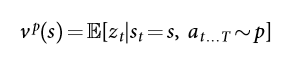 v^p(s) = 𝔼[z_t|s_t = s, a_{t…T} ∼ p]